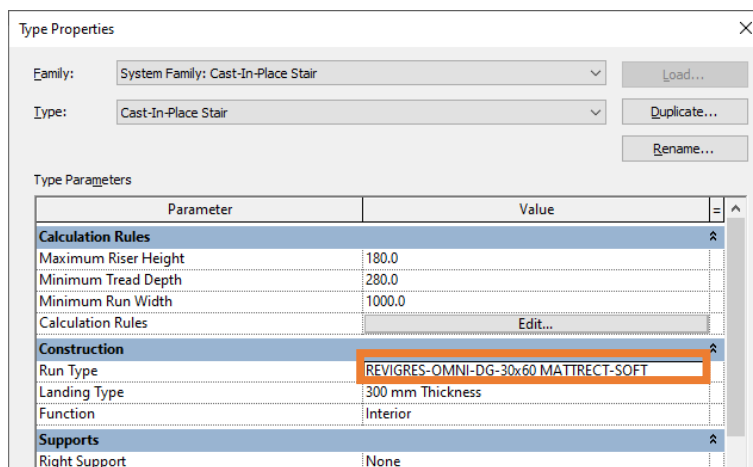 Type Properties
Family: System Family: Cast-In-Place Stair Load...
Type: Cast-In-Place Stair Duplicate...
Rename...
Type Parameters
Parameter Value =
Calculation Rules
Maximum Riser Height 180.0
Minimum Tread Depth 280.0
Minimum Run Width 1000.0
Calculation Rules Edit...
Construction
Run Type REVIGRES-OMNI-DG-30x60 MATTRECT-SOFT
Landing Type 300 mm Thickness
Function Interior
Supports
Right Support None